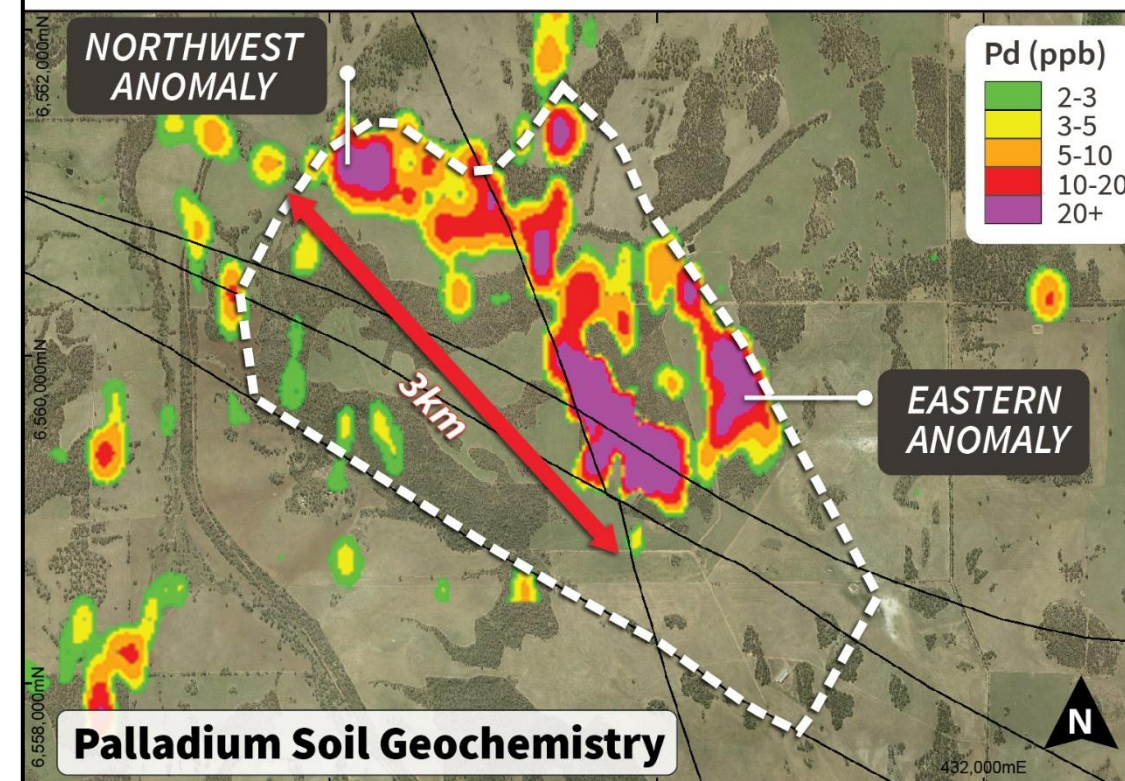 NORTHWEST
ANOMALY
Pd (ppb)
2-3
3-5
5-10
10-20
20+
6,562,000mN
6,560,000mN
3km
EASTERN
ANOMALY
6,558,000mN
Palladium Soil Geochemistry
N
432,000mE